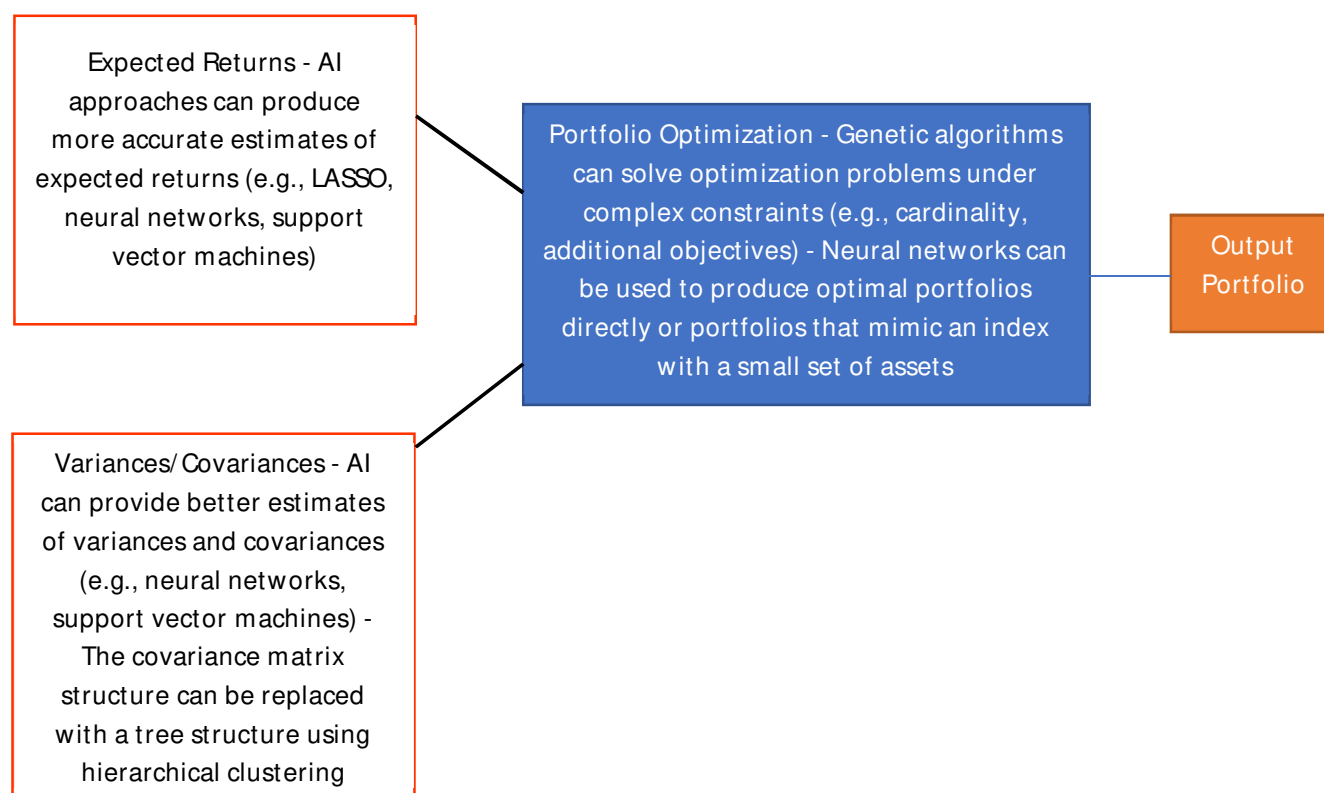 Expected Returns - AI
approaches can produce
more accurate estimates of
expected returns (e.g., LASSO,
neural networks, support
vector machines)
Portfolio Optimization - Genetic algorithms
can solve optimization problems under
complex constraints (e.g., cardinality,
additional objectives) - Neural networks can
be used to produce optimal portfolios
directly or portfolios that mimic an index
with a small set of assets
Output
Portfolio
Variances/ Covariances - AI
can provide better estimates
of variances and covariances
(e.g., neural networks,
support vector machines) -
The covariance matrix
structure can be replaced
with a tree structure using
hierarchical clustering